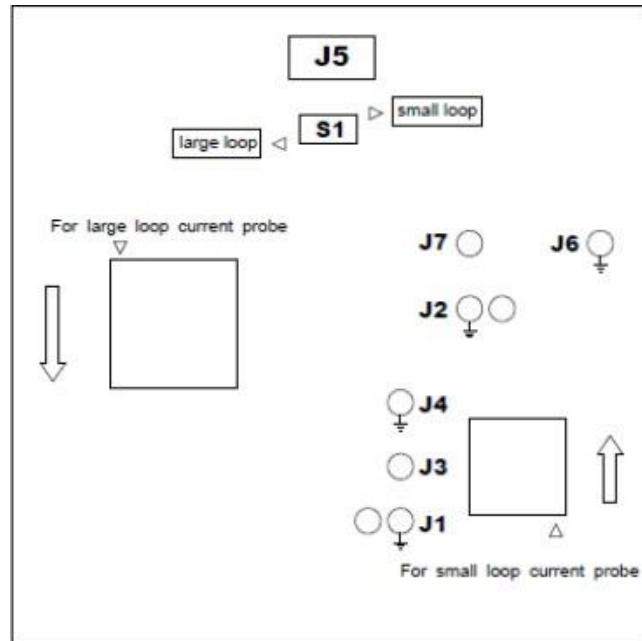 J5
small loop
S1
large loop
For large loop current probe
J7
J6
J2
J4
J3
J1
For small loop current probe